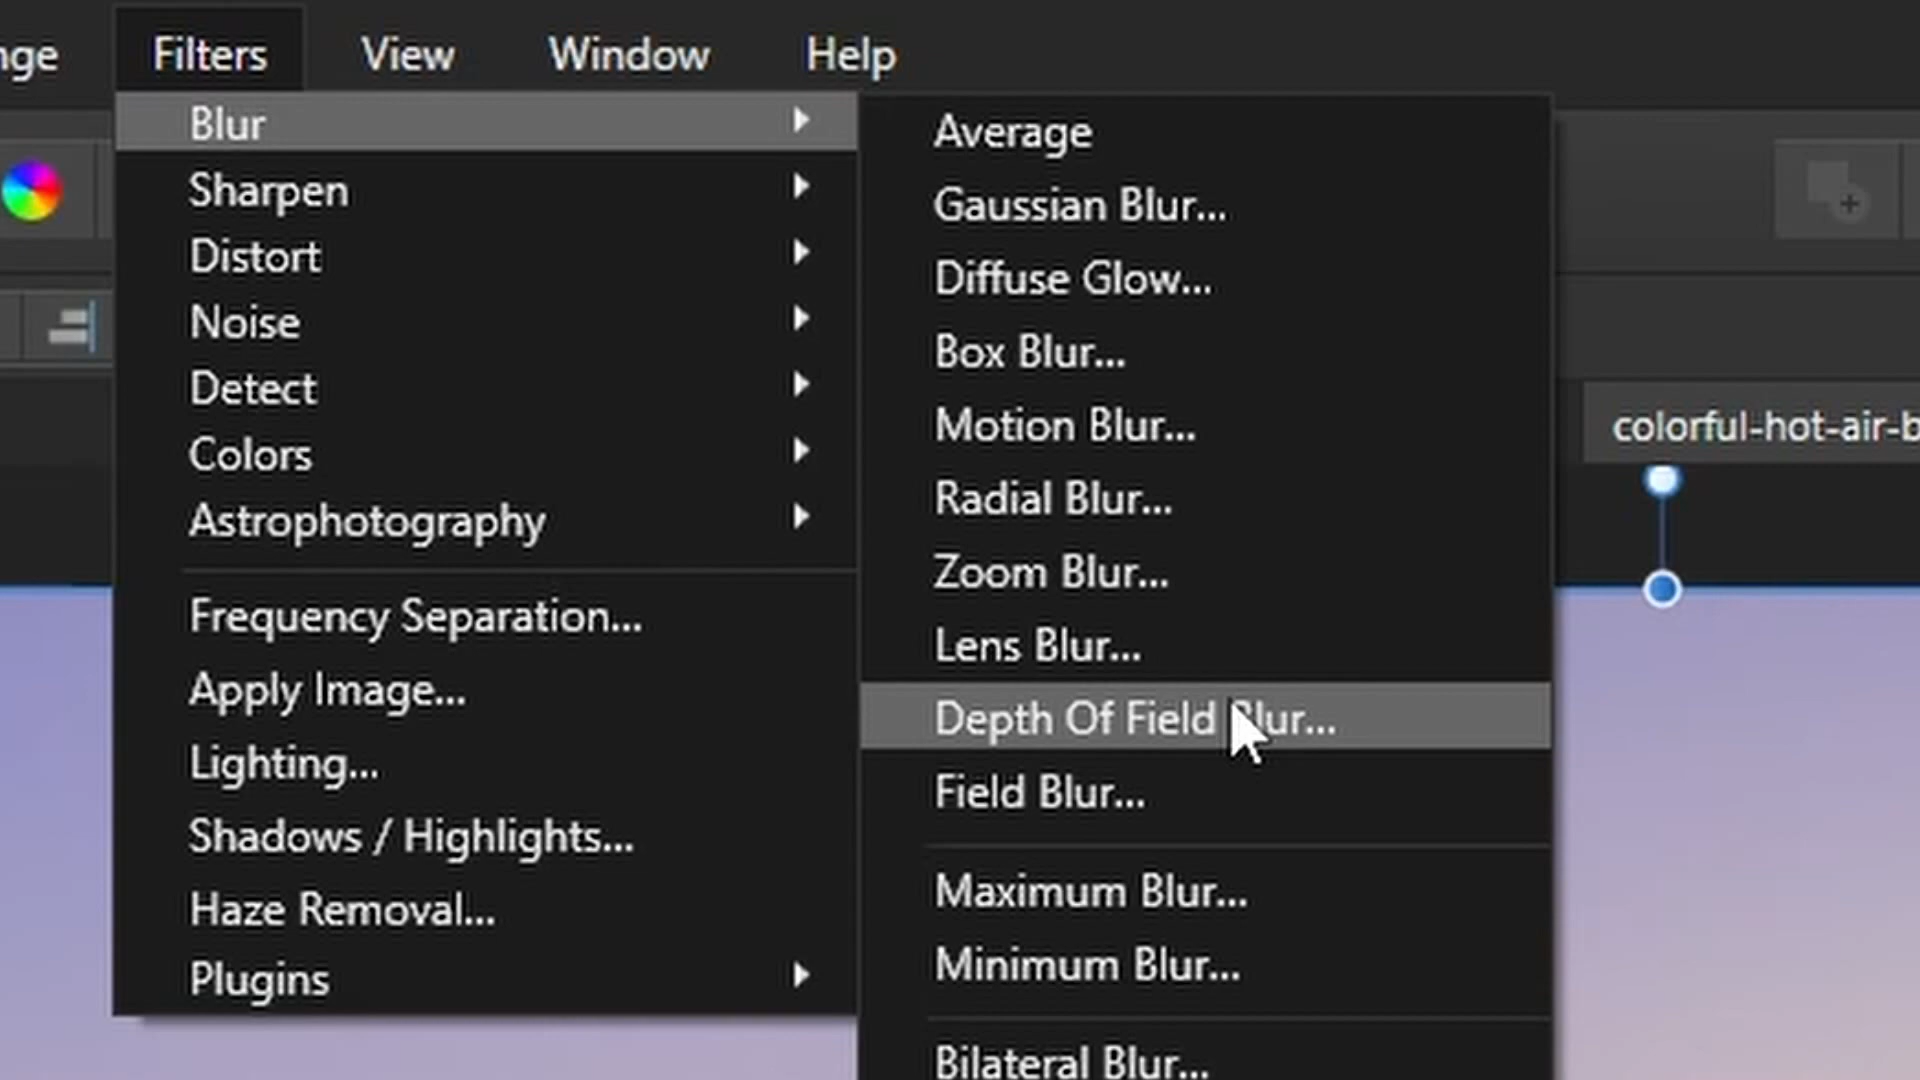 nge Filters View Window Help
Blur
Sharpen
Distort
Noise
Detect
Colors
Astrophotography
Frequency Separation...
Apply Image...
Lighting...
Shadows / Highlights...
Haze Removal...
Plugins
Average
Gaussian Blur...
Diffuse Glow...
Box Blur...
Motion Blur...
Radial Blur...
Zoom Blur...
Lens Blur...
Depth Of Field Blur...
Field Blur...
Maximum Blur...
Minimum Blur...
Bilateral Blur...
colorful-hot-air-b